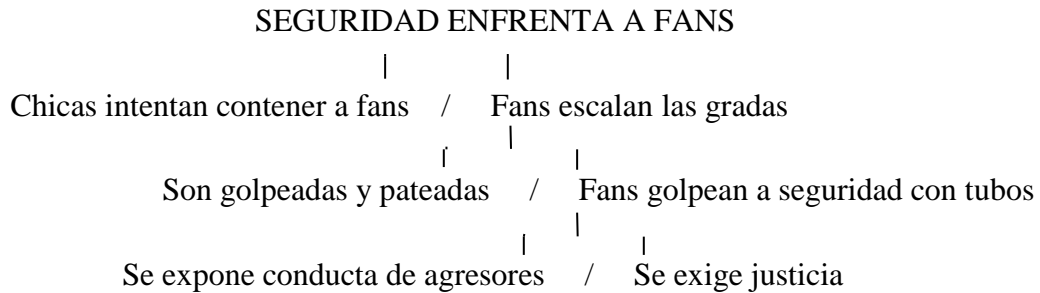 SEGURIDAD ENFRENTA A FANS
Chicas intentan contener a fans / Fans escalan las gradas
Son golpeadas y pateadas / Fans golpean a seguridad con tubos
Se expone conducta de agresores / Se exige justicia